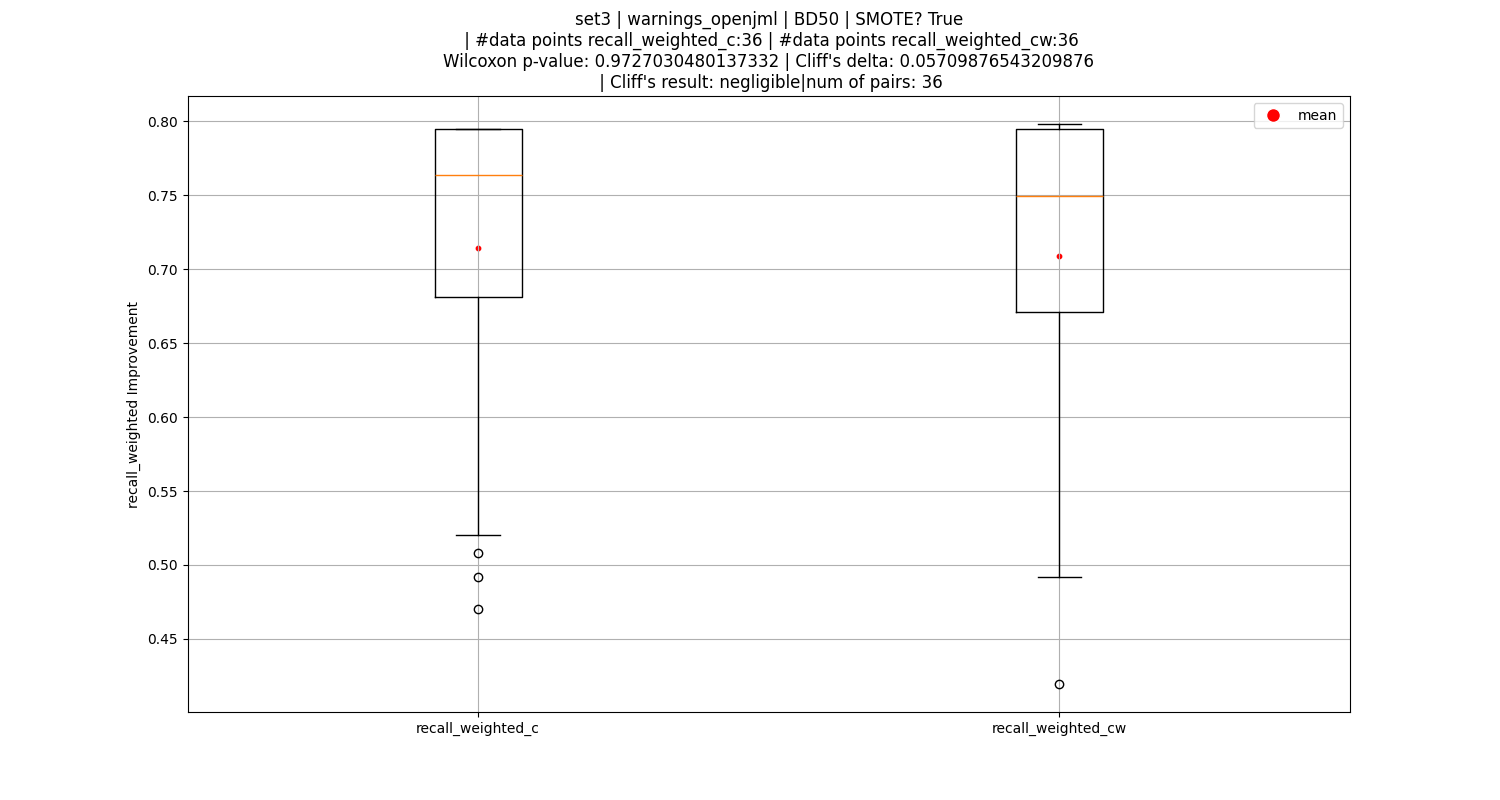 set3 | warnings_openjml | BD50 | SMOTE? True
| #data points recall_weighted_c:36 | #data points recall_weighted_cw:36
Wilcoxon p-value: 0.9727030480137332 | Cliff's delta: 0.05709876543209876
| Cliff's result: negligible|num of pairs: 36
mean
0.80
0.75
0.70
0.65
0.60
0.55
0.50
0.45
recall_weighted Improvement
recall_weighted_c
recall_weighted_cw